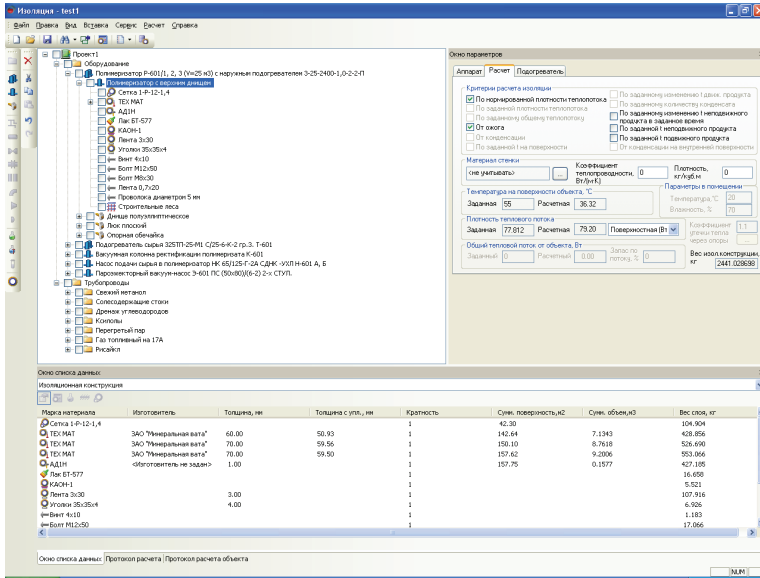 Изоляция - test1
Файл Правка Вид Вставка Сервис Расчет Справка
Проект1
Оборудование
Полимеризатор Р-601/1, 2, 3 (V=25 м3) с наружным подогревателем 3-25-2400-1,0-2-2-П
Полимеризатор с верхним днищем
Сетка 1-Р-12-1,4
ТЕХ МАТ
АД1Н
Лак БТ-577
КАОН-1
Лента 3х30
Уголки 35х35х4
Винт 4х10
Болт М12х50
Болт М8х30
Лента 0,7х20
Проволока диаметром 5 мм
Строительные леса
Днище полуэллиптическое
Люк плоский
Опорная обечайка
Подогреватель сырья 325ТП-25-М1 С/25-6-К-2 гр.3. Т-601
Вакуумная колонна ректификации полимеризата К-601
Насос подачи сырья в полимеризатор НК 65/125-Г-2А СДНК -УХЛ Н-601 А, Б
Пароэжекторный вакуум-насос Э-601 ПС (50х80)/(6-2) 2-х СТУП.
Трубопроводы
Свежий метанол
Солесодержащие стоки
Дренаж углеводородов
Ксилолы
Перегретый пар
Газ топливный на 17А
Рисайкл
Окно параметров
Аппарат Расчет Подогреватель
Критерии расчета изоляции
По нормированной плотности теплопотока
По заданной плотности теплопотока
По заданному общему теплопотоку
От ожога
От конденсации
По заданной t на поверхности
По заданному изменению t движ. продукта
По заданному количеству конденсата
По заданному изменению t неподвижного продукта в заданное время
По заданной t неподвижного продукта
По заданной t подвижного продукта
От конденсации на внутренней поверхности
Материал стенки
<не учитывать> ...
Коэффициент теплопроводности, Вт/(м·К) 0
Плотность, кг/куб.м 0
Температура на поверхности объекта, °С
Заданная 55 Расчетная 36.32
Параметры в помещении
Температура,°С 20
Влажность, % 70
Плотность теплового потока
Заданная 77.812 Расчетная 79.20 Поверхностная (Вт
Коэффициент утечки тепла через опоры 1.1
...
Общий тепловой поток от объекта, Вт
Заданный 0 Расчетный 0.00 Запас по потоку, % 0
Вес изол.конструкции, кг 2441.028698
Окно списка данных
Изоляционная конструкция
Марка материала Изготовитель Толщина, мм Толщина с упл., мм Кратность Сумм. поверхность,м2 Сумм. объем,м3 Вес слоя, кг
Сетка 1-Р-12-1,4 1 42.30 104.904
ТЕХ МАТ ЗАО "Минеральная вата" 60.00 50.93 1 142.64 7.1343 428.856
ТЕХ МАТ ЗАО "Минеральная вата" 70.00 59.56 1 150.10 8.7618 526.690
ТЕХ МАТ ЗАО "Минеральная вата" 70.00 59.50 1 157.62 9.2006 553.066
АД1Н <Изготовитель не задан> 1.00 1 157.75 0.1577 427.185
Лак БТ-577 1 16.658
КАОН-1 1 5.521
Лента 3х30 3.00 1 107.916
Уголки 35х35х4 4.00 1 6.926
Винт 4х10 1 1.183
Болт М12х50 1 17.066
Окно списка данных Протокол расчета Протокол расчета объекта
NUM